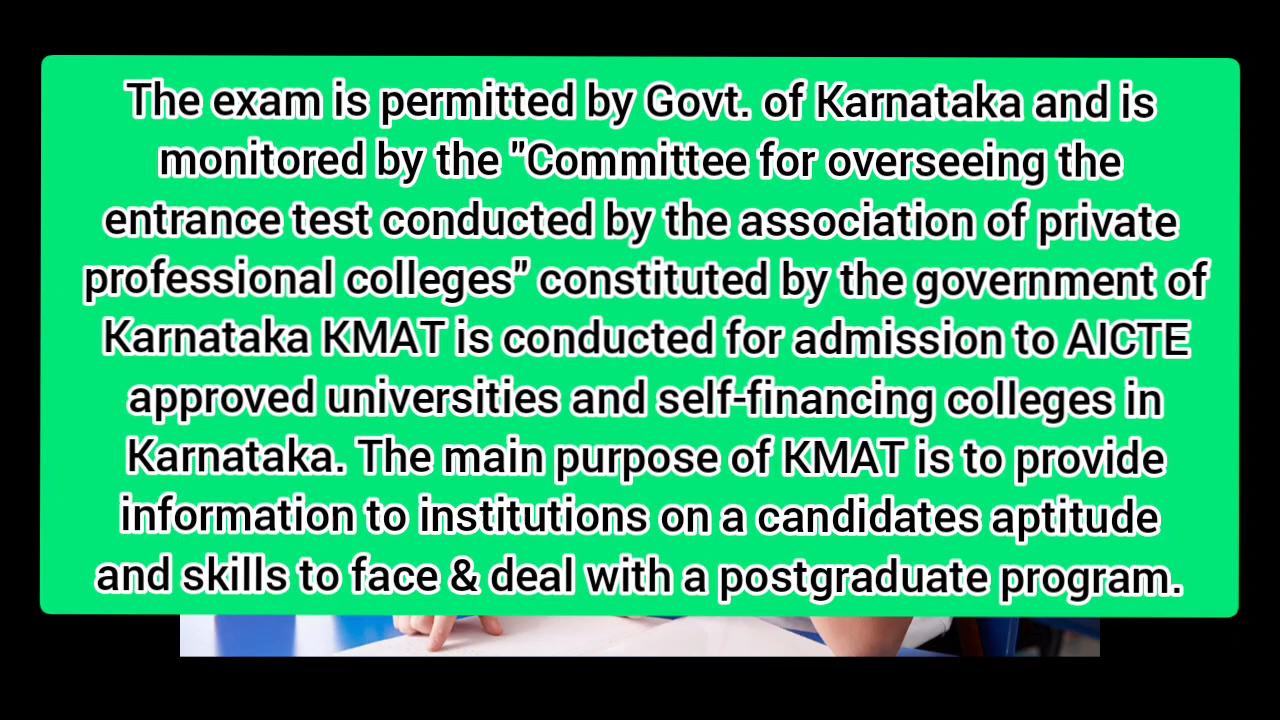 The exam is permitted by Govt. of Karnataka and is
monitored by the "Committee for overseeing the
entrance test conducted by the association of private
professional colleges" constituted by the government of
Karnataka KMAT is conducted for admission to AICTE
approved universities and self-financing colleges in
Karnataka. The main purpose of KMAT is to provide
information to institutions on a candidates aptitude
and skills to face & deal with a postgraduate program.